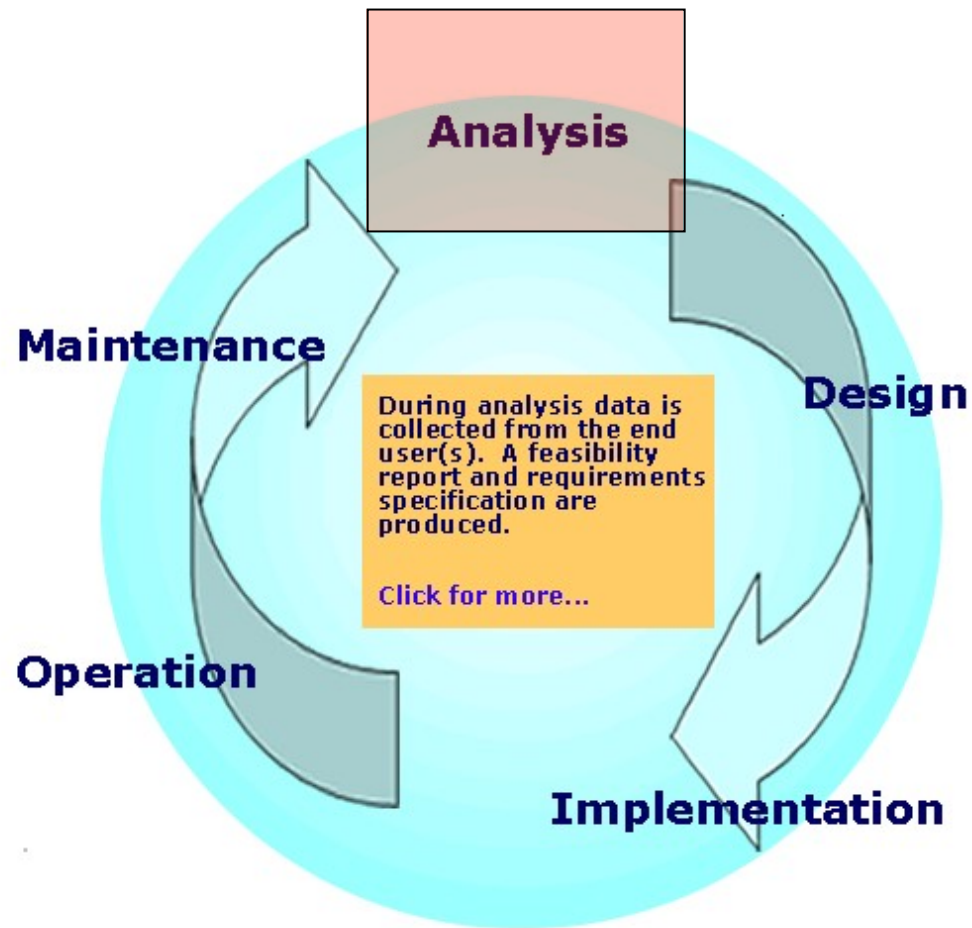 Analysis
Maintenance
Design
During analysis data is
collected from the end
user(s). A feasibility
report and requirements
specification are
produced.
Click for more...
Operation
Implementation